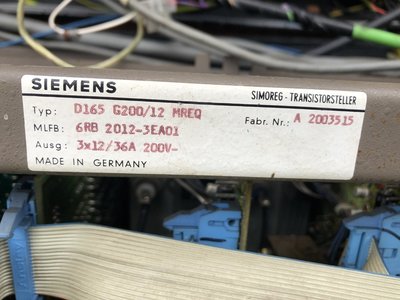 SIEMENS
SIMOREG - TRANSISTORSTELLER
Typ: D165 G200/12 MREQ
Fabr. Nr.: A 2003515
MLFB: 6RB 2012-3EA01
Ausg: 3x12/36A 200V-
MADE IN GERMANY